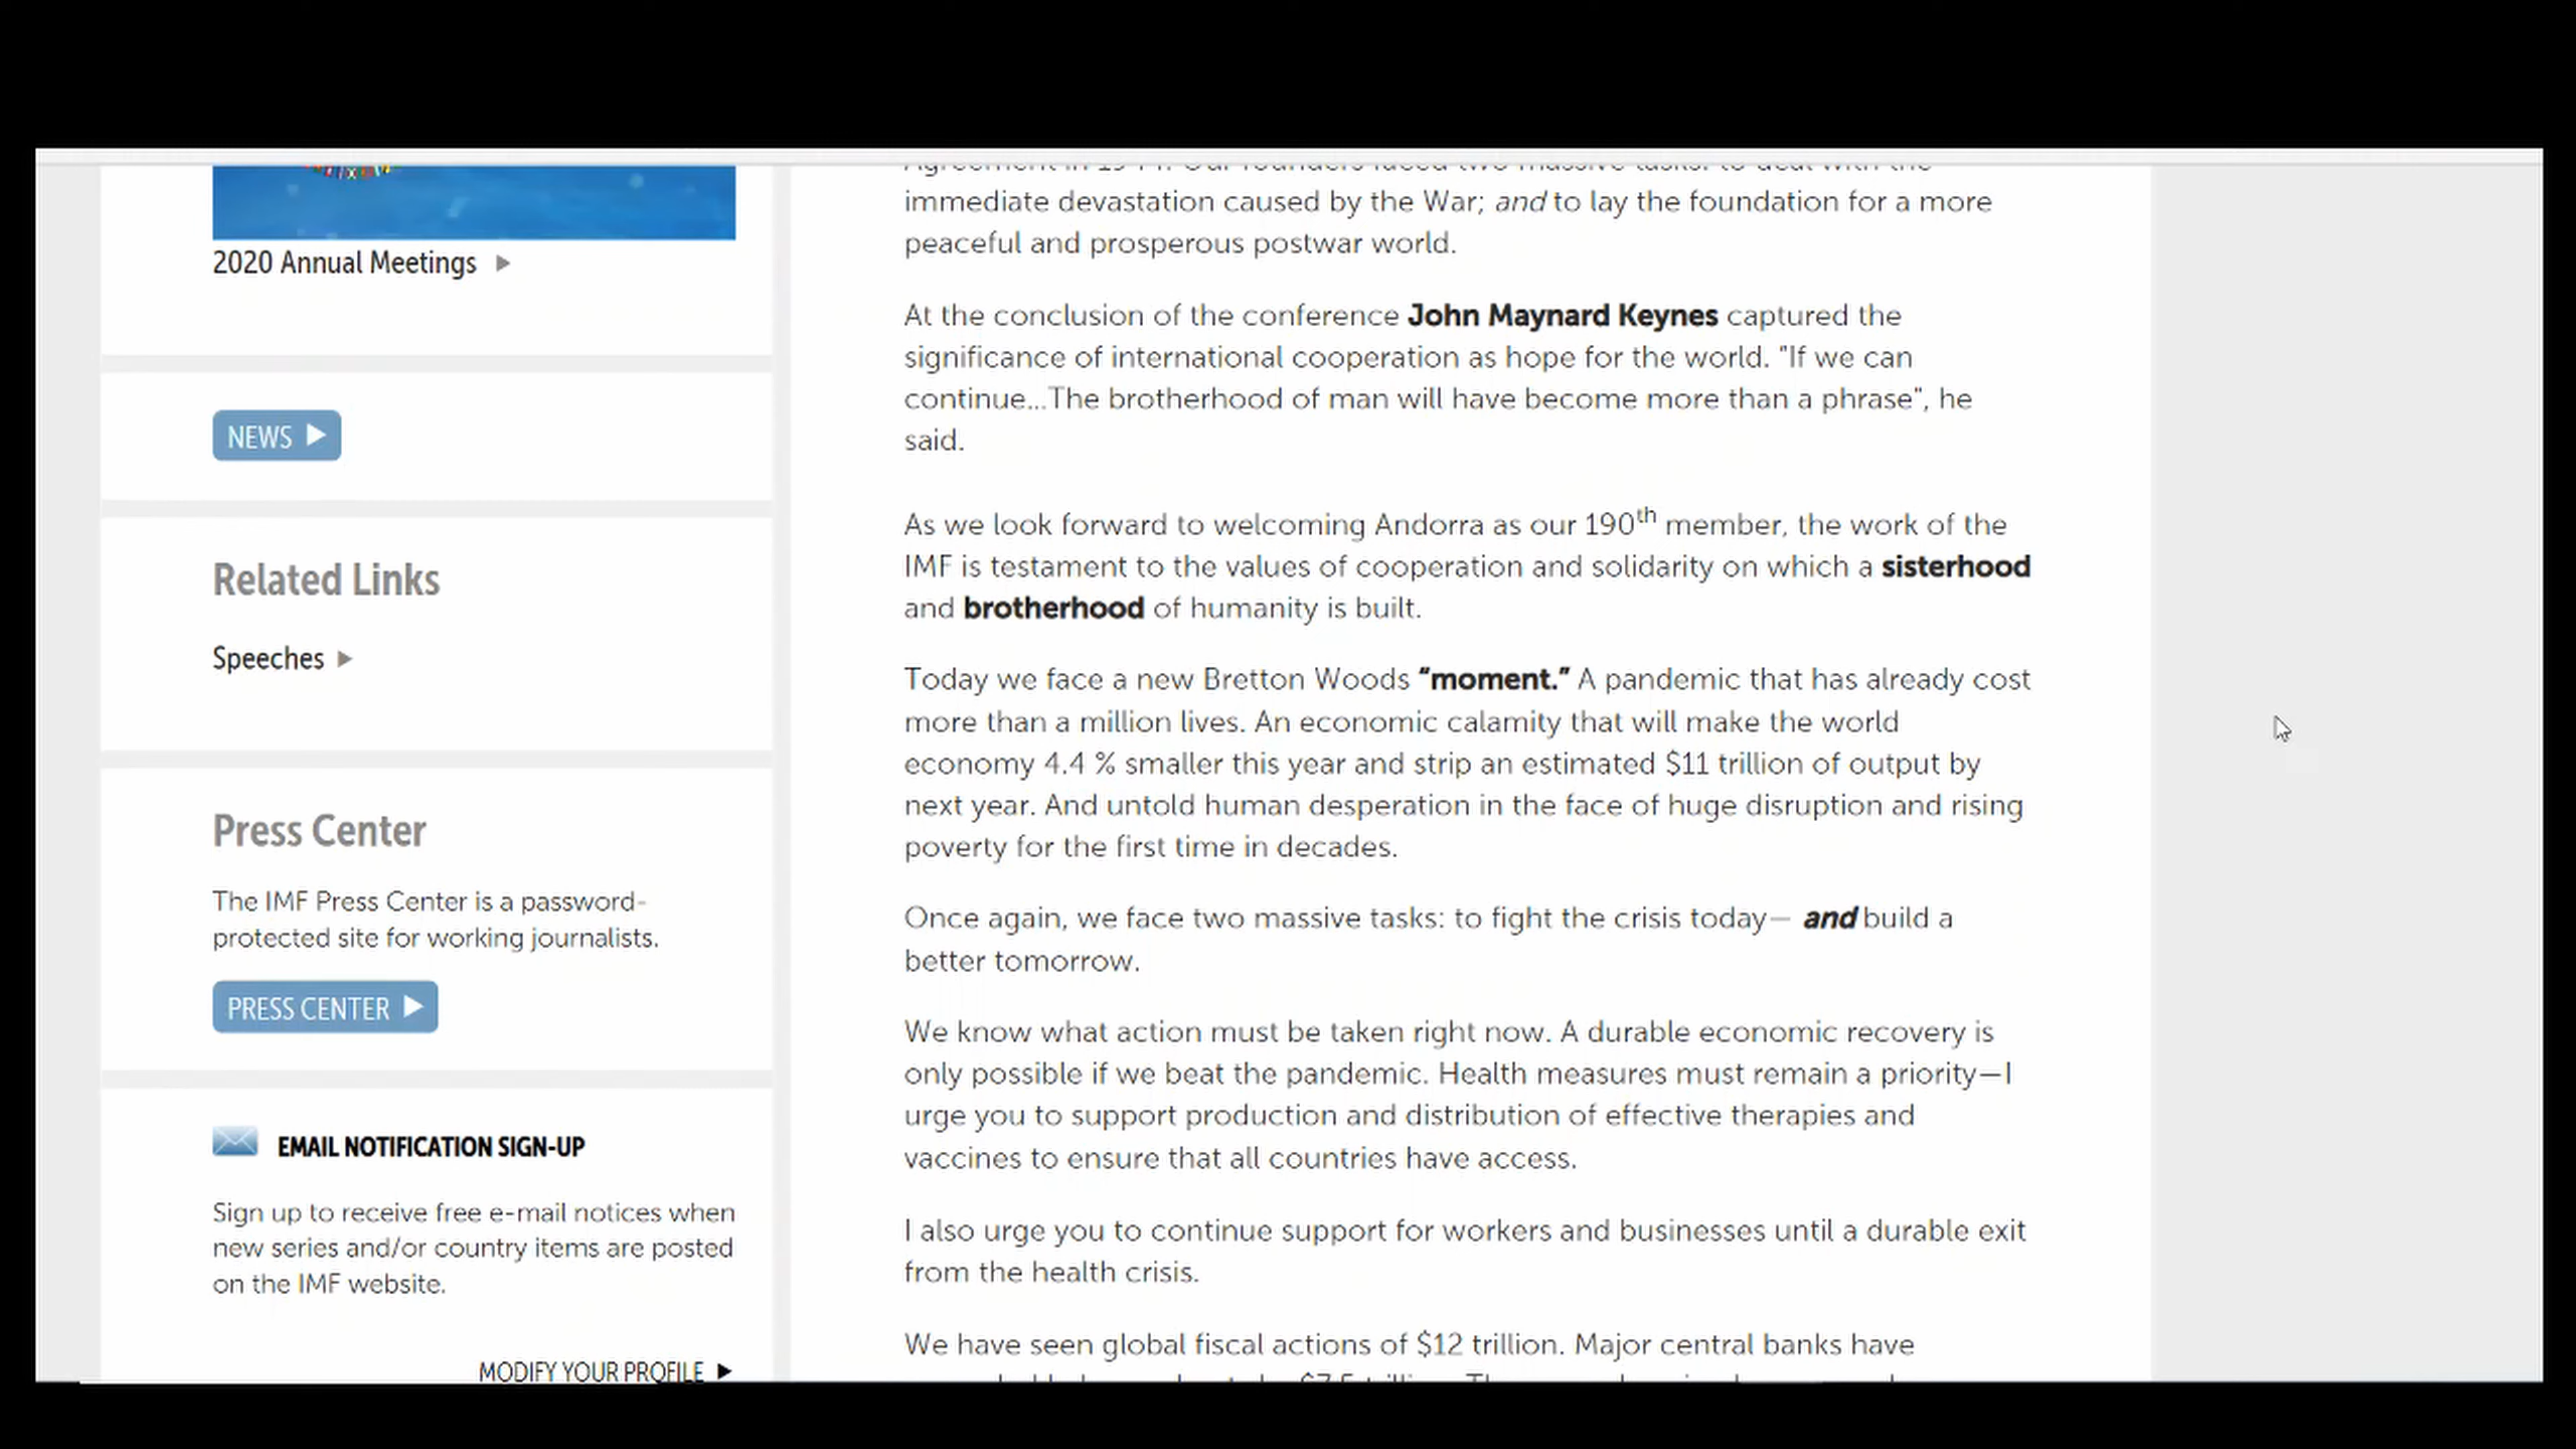 2020 Annual Meetings
NEWS
Related Links
Speeches
Press Center
The IMF Press Center is a password-
protected site for working journalists.
PRESS CENTER
EMAIL NOTIFICATION SIGN-UP
Sign up to receive free e-mail notices when
new series and/or country items are posted
on the IMF website.
MODIFY YOUR PROFILE
immediate devastation caused by the War; and to lay the foundation for a more
peaceful and prosperous postwar world.
At the conclusion of the conference John Maynard Keynes captured the
significance of international cooperation as hope for the world. "If we can
continue...The brotherhood of man will have become more than a phrase", he
said.
As we look forward to welcoming Andorra as our 190th member, the work of the
IMF is testament to the values of cooperation and solidarity on which a sisterhood
and brotherhood of humanity is built.
Today we face a new Bretton Woods “moment.” A pandemic that has already cost
more than a million lives. An economic calamity that will make the world
economy 4.4 % smaller this year and strip an estimated $11 trillion of output by
next year. And untold human desperation in the face of huge disruption and rising
poverty for the first time in decades.
Once again, we face two massive tasks: to fight the crisis today— and build a
better tomorrow.
We know what action must be taken right now. A durable economic recovery is
only possible if we beat the pandemic. Health measures must remain a priority—I
urge you to support production and distribution of effective therapies and
vaccines to ensure that all countries have access.
I also urge you to continue support for workers and businesses until a durable exit
from the health crisis.
We have seen global fiscal actions of $12 trillion. Major central banks have